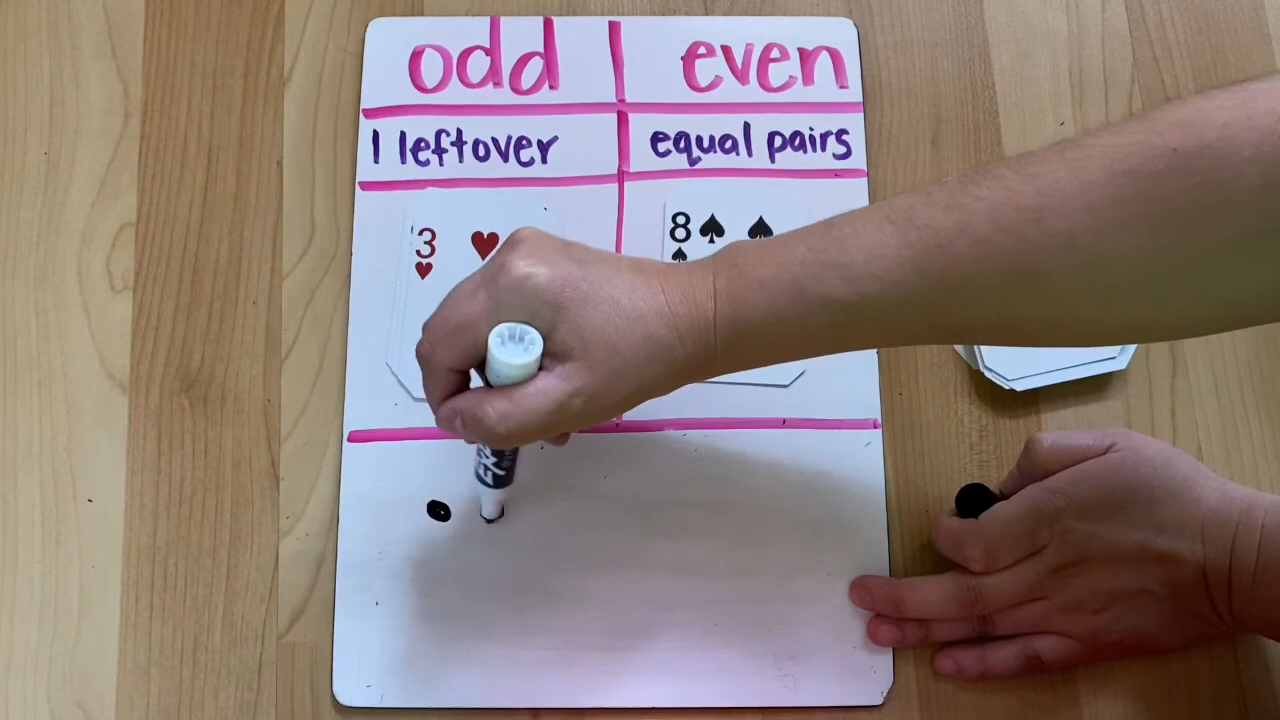 odd even
1 leftover equal pairs
3 8